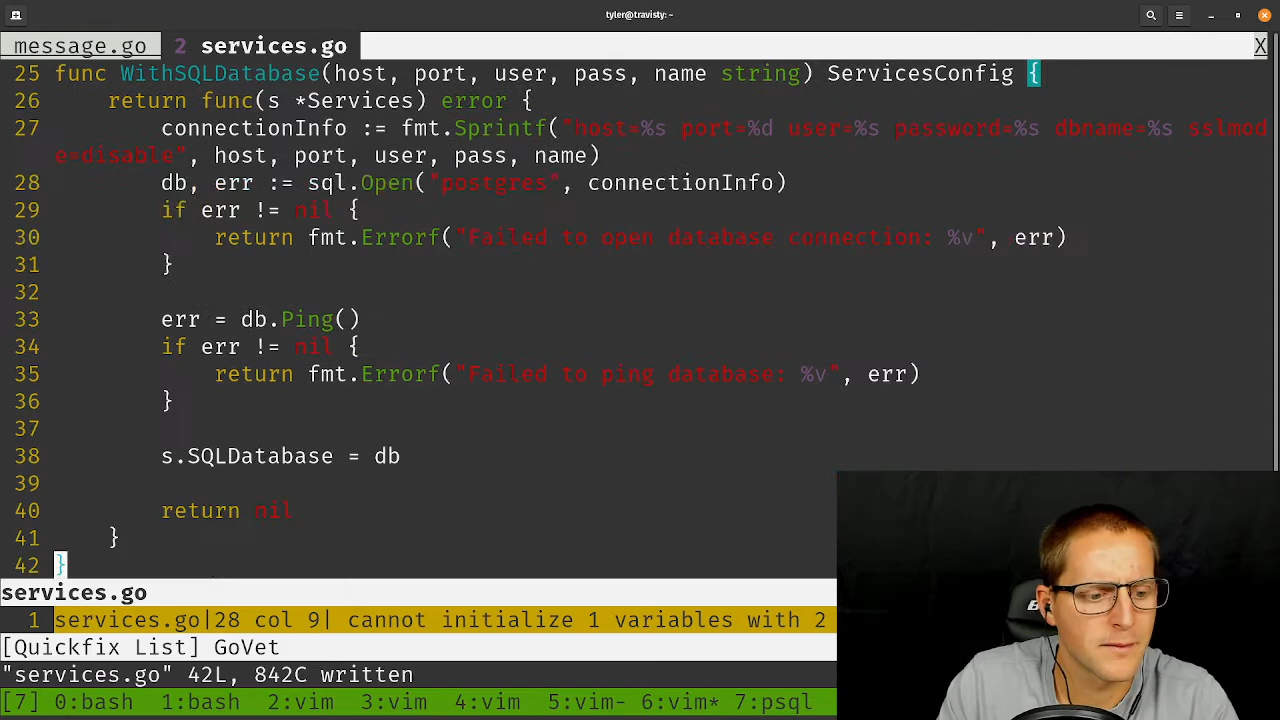 tyler@travisty: ~
message.go 2 services.go X
25 func WithSQLDatabase(host, port, user, pass, name string) ServicesConfig {
26 return func(s *Services) error {
27 connectionInfo := fmt.Sprintf("host=%s port=%d user=%s password=%s dbname=%s sslmod
e=disable", host, port, user, pass, name)
28 db, err := sql.Open("postgres", connectionInfo)
29 if err != nil {
30 return fmt.Errorf("Failed to open database connection: %v", err)
31 }
32
33 err = db.Ping()
34 if err != nil {
35 return fmt.Errorf("Failed to ping database: %v", err)
36 }
37
38 s.SQLDatabase = db
39
40 return nil
41 }
42 }
services.go
1 services.go|28 col 9| cannot initialize 1 variables with 2
[Quickfix List] GoVet
"services.go" 42L, 842C written
[7] 0:bash 1:bash 2:vim 3:vim 4:vim 5:vim- 6:vim* 7:psql